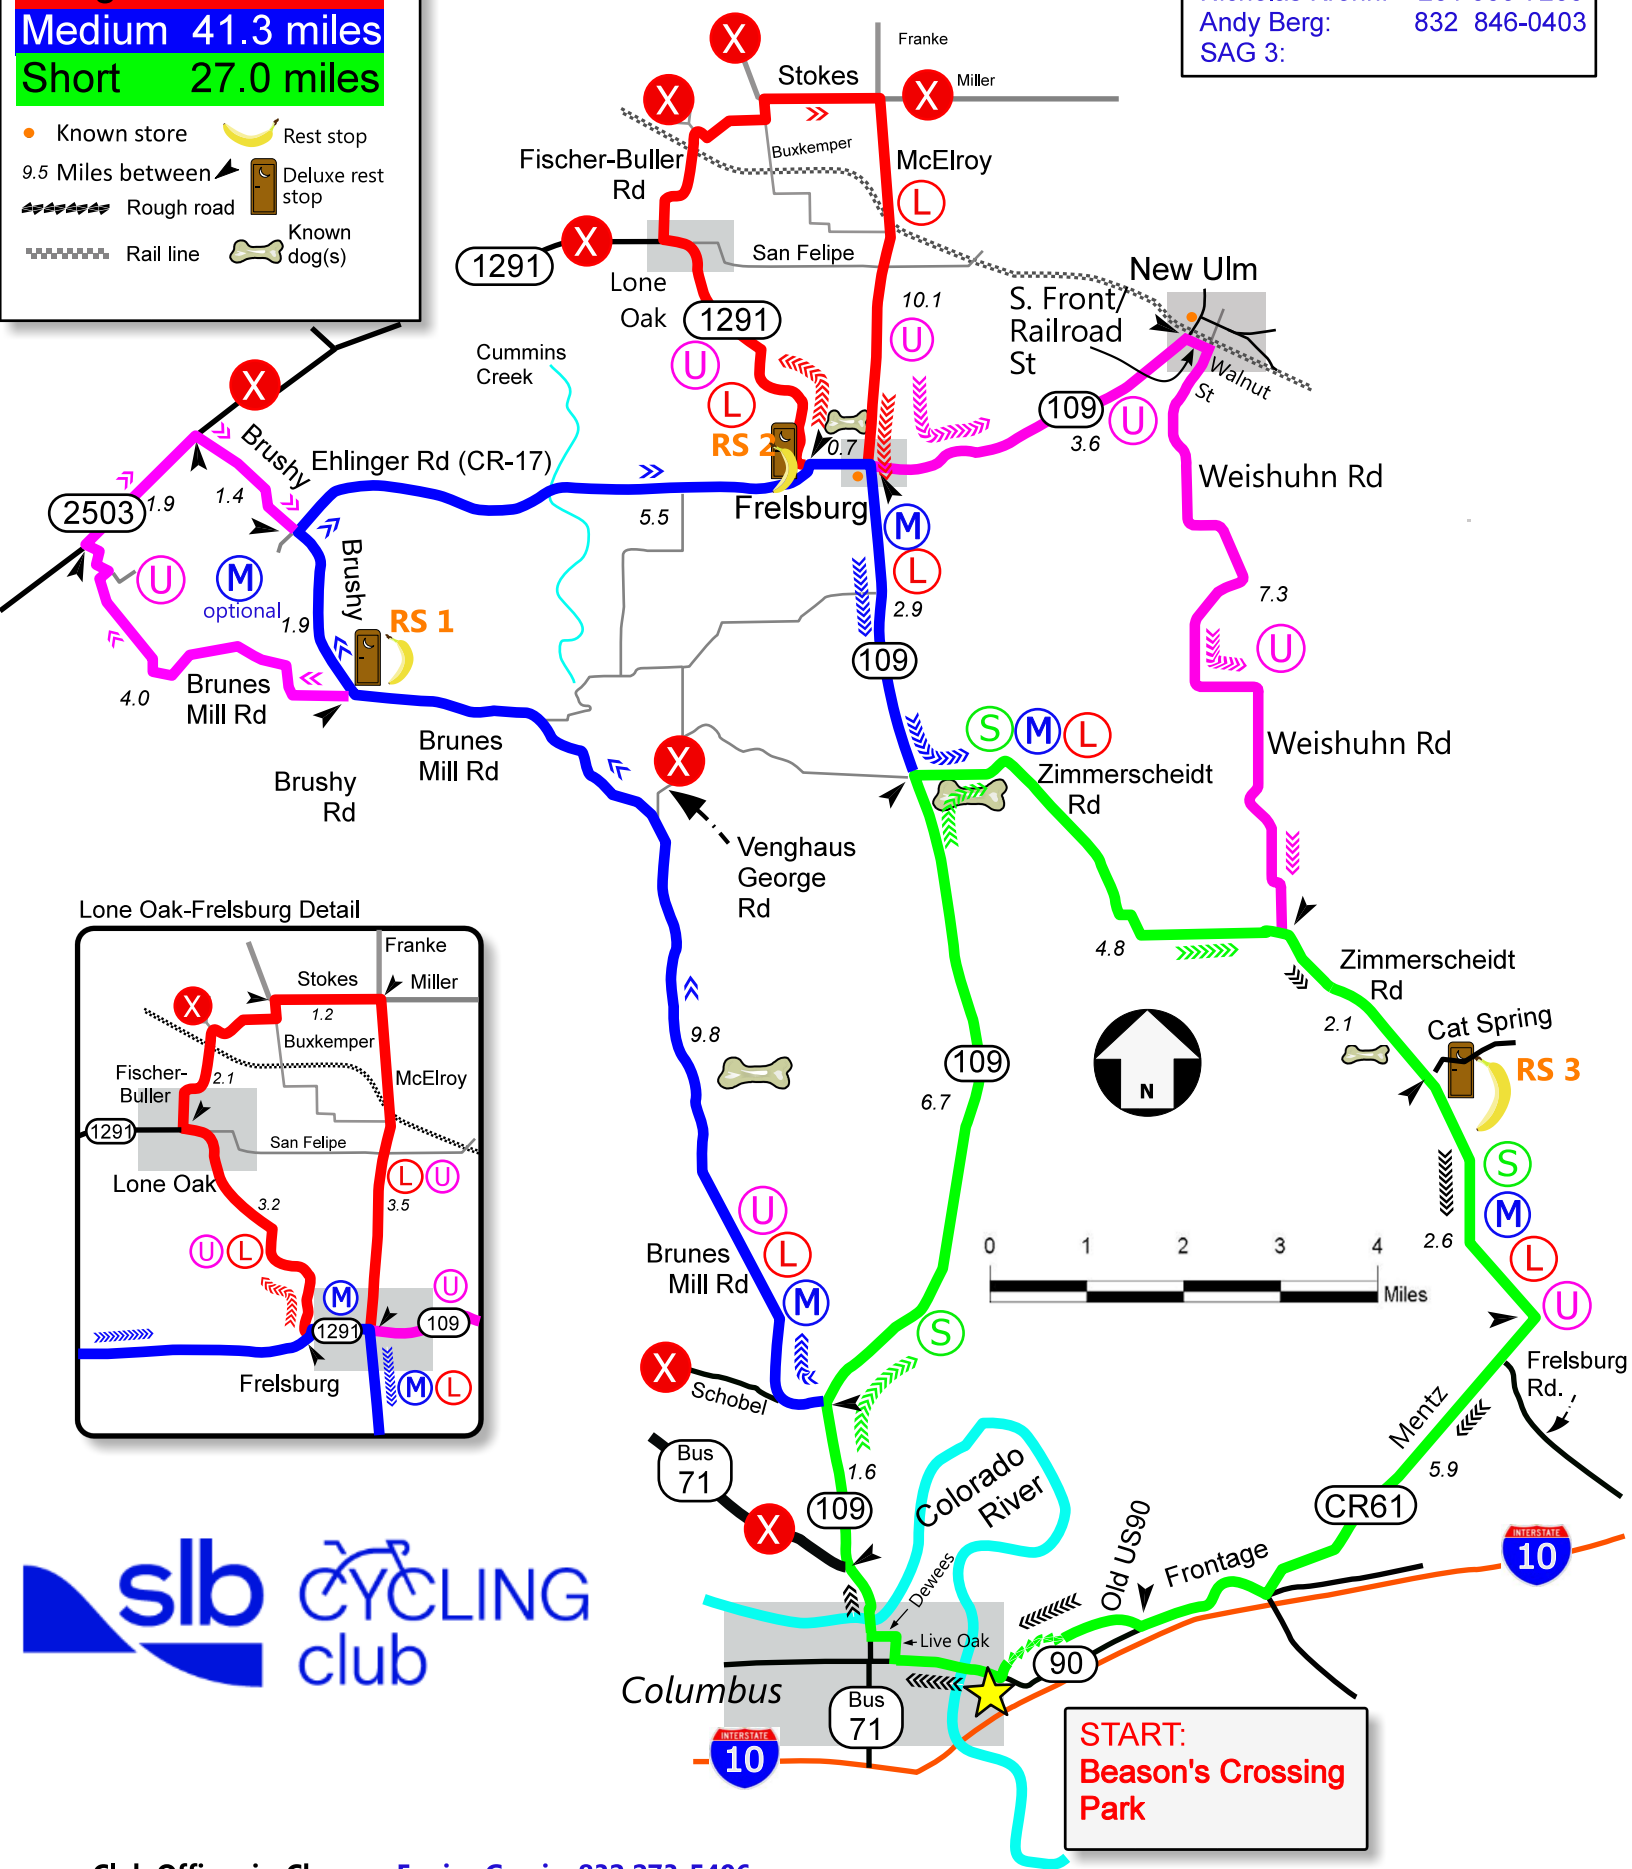 Medium 41.3 miles
Short 27.0 miles
Known store
Rest stop
9.5 Miles between
Deluxe rest
stop
Rough road
Rail line
Known
dog(s)
Andy Berg: 832 846-0403
SAG 3:
X
Franke
Stokes
X
Miller
X
Buxkemper
Fischer-Buller
Rd
McElroy
L
X
1291
San Felipe
Lone
Oak
1291
10.1
U
New Ulm
S. Front/
Railroad
St
Walnut
St
109
U
3.6
Cummins
Creek
U
L
RS 2
0.7
Frelsburg
X
Brushy
Ehlinger Rd (CR-17)
2503
1.9
1.4
5.5
Weishuhn Rd
M
L
2.9
109
U
M
optional
Brushy
1.9
RS 1
7.3
U
4.0
Brunes
Mill Rd
Brunes
Mill Rd
Brushy
Rd
X
Venghaus
George
Rd
S
M
L
Zimmerscheidt
Rd
Weishuhn Rd
4.8
Zimmerscheidt
Rd
2.1
Cat Spring
RS 3
Lone Oak-Frelsburg Detail
Franke
Stokes
Miller
X
1.2
Buxkemper
Fischer-
Buller
2.1
McElroy
1291
San Felipe
Lone Oak
L
U
3.2
3.5
U
L
M
U
1291
109
Frelsburg
M
L
9.8
109
6.7
N
S
M
2.6
L
U
U
L
M
Brunes
Mill Rd
0 1 2 3 4
Miles
S
X
Schobel
Frelsburg
Rd.
Mentz
5.9
CR61
Bus
71
1.6
109
X
Colorado
River
Dewees
Live Oak
Old US90
Frontage
INTERSTATE
10
90
Columbus
Bus
71
INTERSTATE
10
slb
CYCLING
club
START:
Beason's Crossing
Park